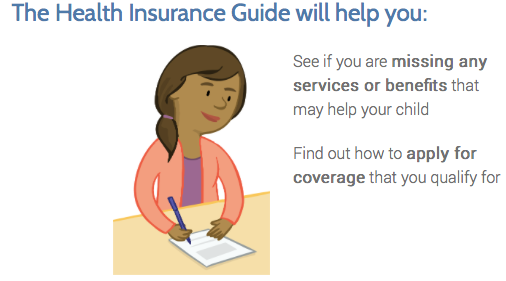 The Health Insurance Guide will help you:
See if you are missing any
services or benefits that
may help your child
Find out how to apply for
coverage that you qualify for